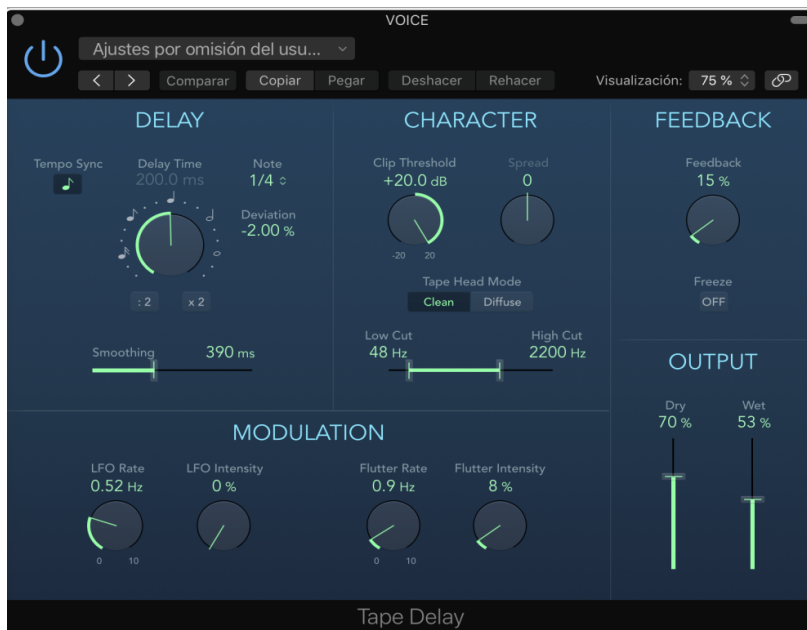 VOICE
Ajustes por omisión del usu...
Comparar Copiar Pegar Deshacer Rehacer Visualización: 75 %
DELAY
Tempo Sync
Delay Time
200.0 ms
Note
1/4
Deviation
-2.00 %
: 2 x 2
Smoothing 390 ms
CHARACTER
Clip Threshold
+20.0 dB
-20 20
Spread
0
Tape Head Mode
Clean Diffuse
Low Cut
48 Hz
High Cut
2200 Hz
FEEDBACK
Feedback
15 %
Freeze
OFF
MODULATION
LFO Rate
0.52 Hz
0 10
LFO Intensity
0 %
Flutter Rate
0.9 Hz
0 10
Flutter Intensity
8 %
OUTPUT
Dry
70 %
Wet
53 %
Tape Delay